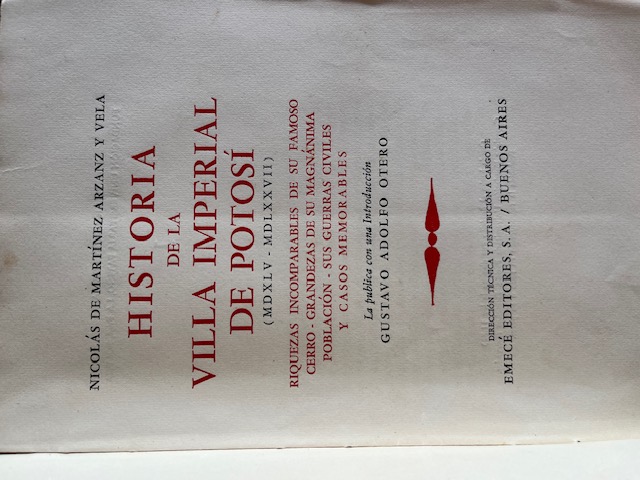 NICOLÁS DE MARTÍNEZ ARZANZ Y VELA
HISTORIA
DE LA
VILLA IMPERIAL
DE POTOSÍ
(MDXLV - MDLXXVII)
RIQUEZAS INCOMPARABLES DE SU FAMOSO
CERRO - GRANDEZAS DE SU MAGNÁNIMA
POBLACIÓN - SUS GUERRAS CIVILES
Y CASOS MEMORABLES
La publica con una Introducción
GUSTAVO ADOLFO OTERO
DIRECCIÓN TÉCNICA Y DISTRIBUCIÓN A CARGO DE
EMECÉ EDITORES, S. A. / BUENOS AIRES